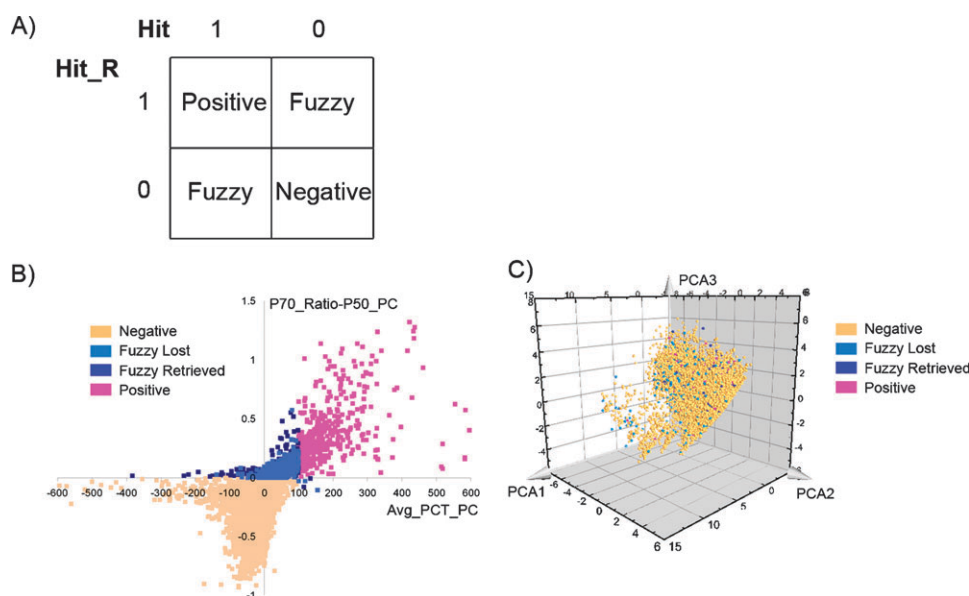 A)
Hit 1 0
Hit_R
1 Positive Fuzzy
0 Fuzzy Negative
B)
P70_Ratio-P50_PC
Negative
Fuzzy Lost
Fuzzy Retrieved
Positive
1.5
1
0.5
0
-0.5
-1
-600 -500 -400 -300 -200 -100 0 100 200 300 400 500 600
Avg_PCT_PC
C)
PCA3
PCA1
PCA2
15 10 5
6
4
2
0
-2
-4
6
4
2
0
-2
-4
-6 -4 -2 0 2 4 6
15 10 5 0
Negative
Fuzzy Lost
Fuzzy Retrieved
Positive